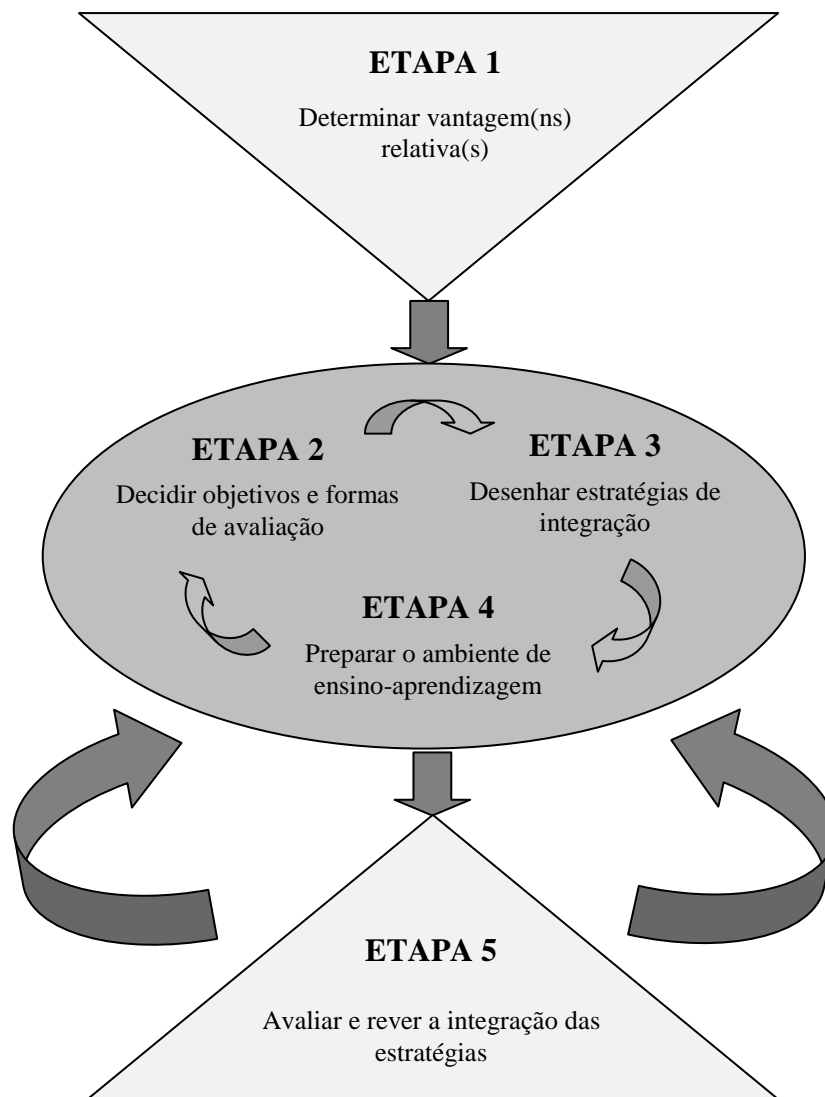 ETAPA 1
Determinar vantagem(ns)
relativa(s)
ETAPA 2
Decidir objetivos e formas
de avaliação
ETAPA 3
Desenhar estratégias de
integração
ETAPA 4
Preparar o ambiente de
ensino-aprendizagem
ETAPA 5
Avaliar e rever a integração das
estratégias